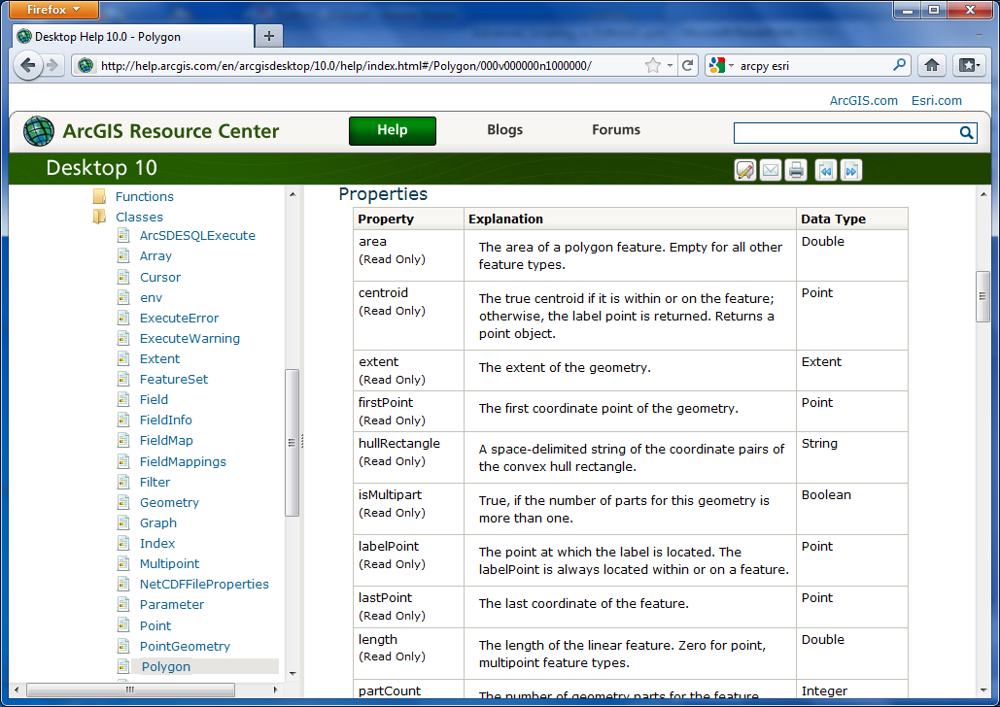 Firefox
Desktop Help 10.0 - Polygon
http://help.arcgis.com/en/arcgisdesktop/10.0/help/index.html#/Polygon/000v000000n1000000/
arcpy esri
ArcGIS.com Esri.com
ArcGIS Resource Center
Help
Blogs
Forums
Desktop 10
Functions
Classes
ArcSDESQLExecute
Array
Cursor
env
ExecuteError
ExecuteWarning
Extent
FeatureSet
Field
FieldInfo
FieldMap
FieldMappings
Filter
Geometry
Graph
Index
Multipoint
NetCDFFileProperties
Parameter
Point
PointGeometry
Polygon
Properties
Property Explanation Data Type
area
(Read Only)
The area of a polygon feature. Empty for all other
feature types.
Double
centroid
(Read Only)
The true centroid if it is within or on the feature;
otherwise, the label point is returned. Returns a
point object.
Point
extent
(Read Only)
The extent of the geometry.
Extent
firstPoint
(Read Only)
The first coordinate point of the geometry.
Point
hullRectangle
(Read Only)
A space-delimited string of the coordinate pairs of
the convex hull rectangle.
String
isMultipart
(Read Only)
True, if the number of parts for this geometry is
more than one.
Boolean
labelPoint
(Read Only)
The point at which the label is located. The
labelPoint is always located within or on a feature.
Point
lastPoint
(Read Only)
The last coordinate of the feature.
Point
length
(Read Only)
The length of the linear feature. Zero for point,
multipoint feature types.
Double
partCount
The number of geometry parts for the feature.
Integer